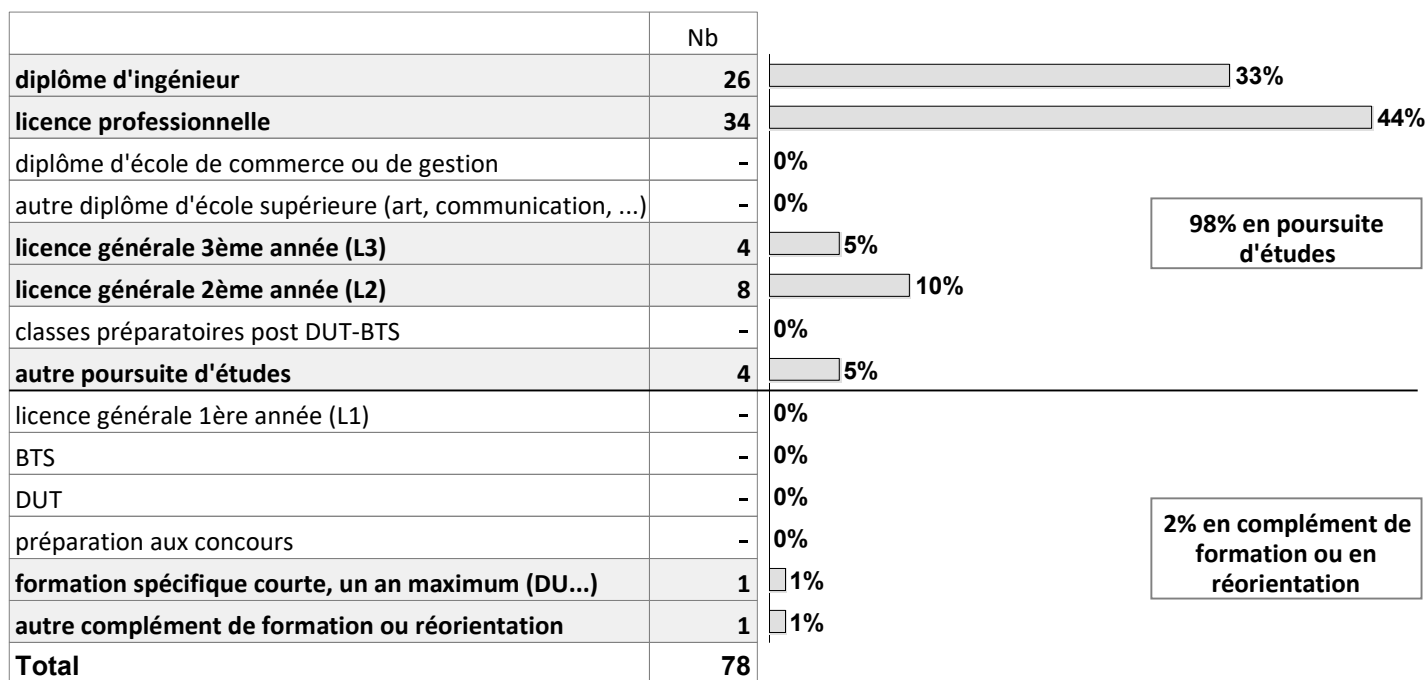 Nb
diplôme d'ingénieur 26 33%
licence professionnelle 34 44%
diplôme d'école de commerce ou de gestion - 0%
autre diplôme d'école supérieure (art, communication, ...) - 0%
98% en poursuite
d'études
licence générale 3ème année (L3) 4 5%
licence générale 2ème année (L2) 8 10%
classes préparatoires post DUT-BTS - 0%
autre poursuite d'études 4 5%
licence générale 1ère année (L1) - 0%
BTS - 0%
DUT - 0%
préparation aux concours - 0%
2% en complément de
formation ou en
réorientation
formation spécifique courte, un an maximum (DU...) 1 1%
autre complément de formation ou réorientation 1 1%
Total 78